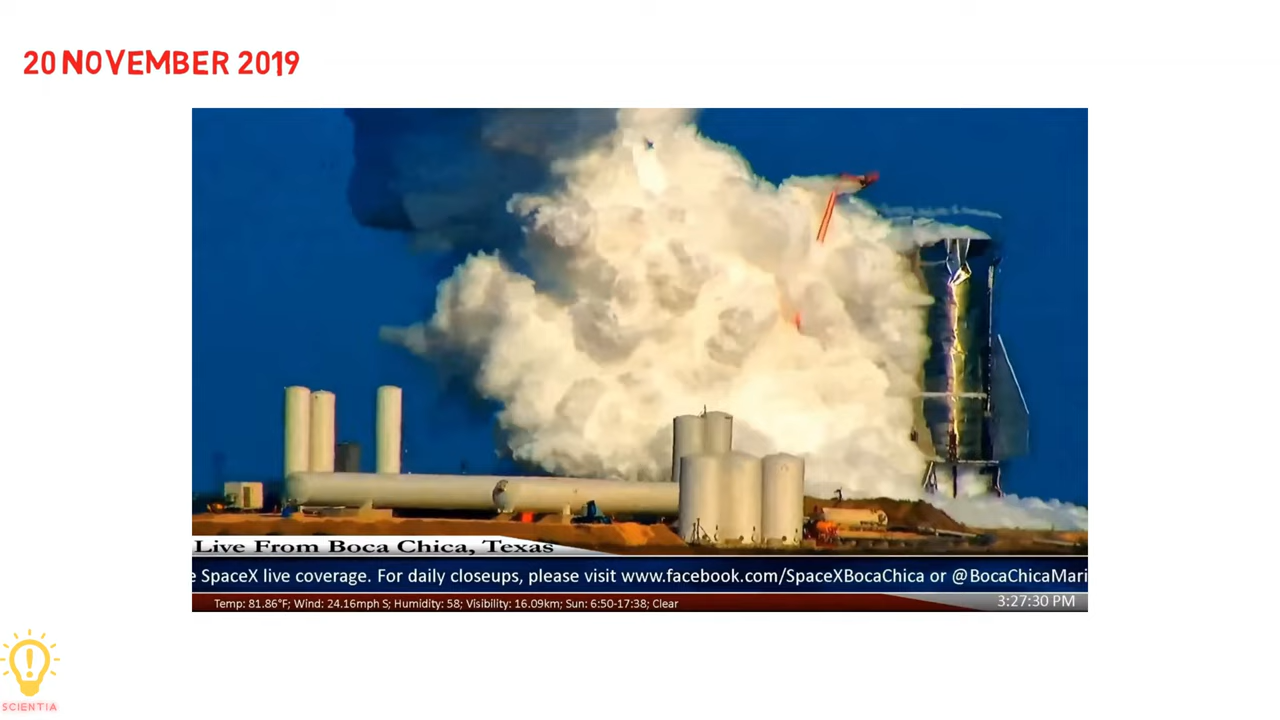 20 NOVEMBER 2019
Live From Boca Chica, Texas
e SpaceX live coverage. For daily closeups, please visit www.facebook.com/SpaceXBocaChica or @BocaChicaMari
Temp: 81.86°F; Wind: 24.16mph S; Humidity: 58; Visibility: 16.09km; Sun: 6:50-17:38; Clear
3:27:30 PM
SCIENTIA